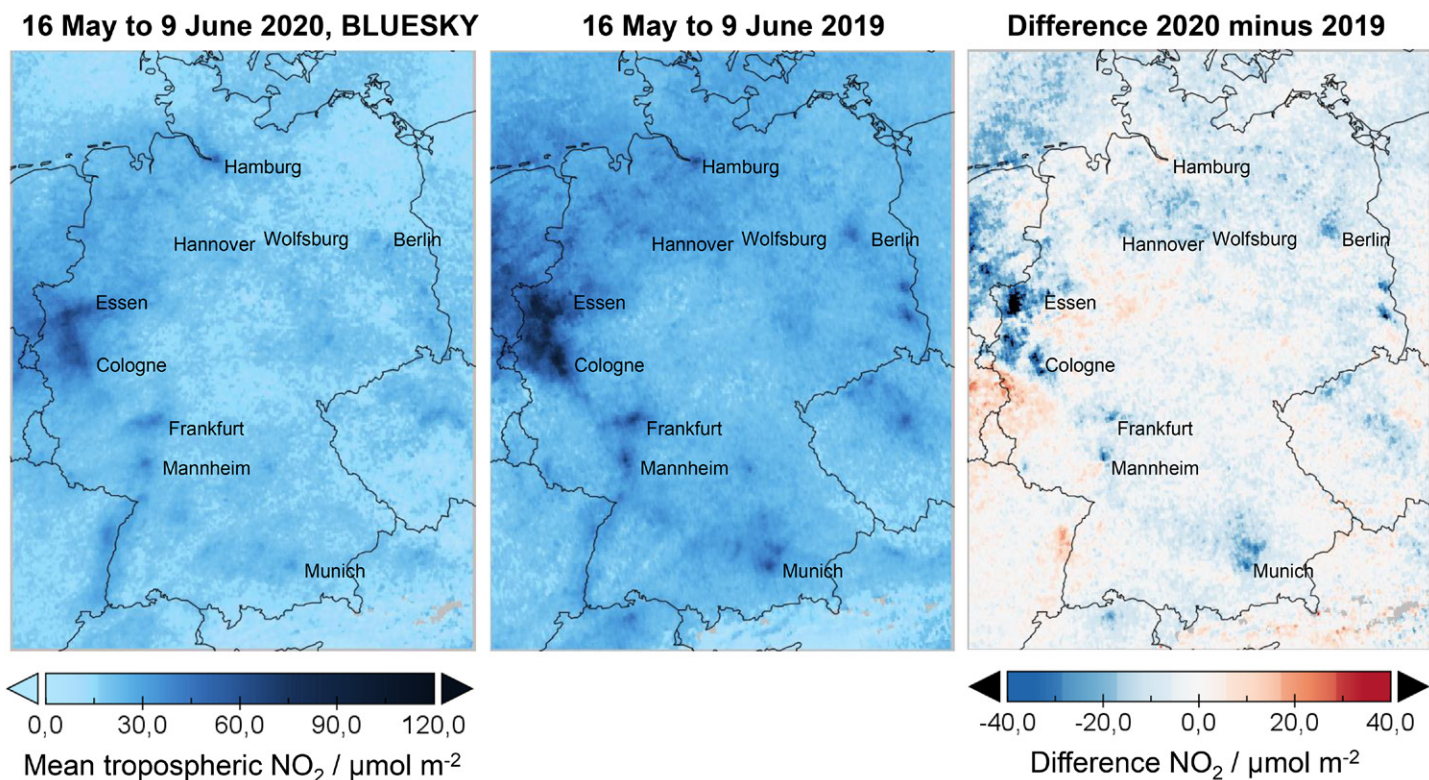 16 May to 9 June 2020, BLUESKY
16 May to 9 June 2019
Difference 2020 minus 2019
Hamburg
Hannover
Wolfsburg
Berlin
Essen
Cologne
Frankfurt
Mannheim
Munich
Hamburg
Hannover
Wolfsburg
Berlin
Essen
Cologne
Frankfurt
Mannheim
Munich
Hamburg
Hannover
Wolfsburg
Berlin
Essen
Cologne
Frankfurt
Mannheim
Munich
0,0 30,0 60,0 90,0 120,0
Mean tropospheric NO₂ / µmol m⁻²
-40,0 -20,0 0,0 20,0 40,0
Difference NO₂ / µmol m⁻²